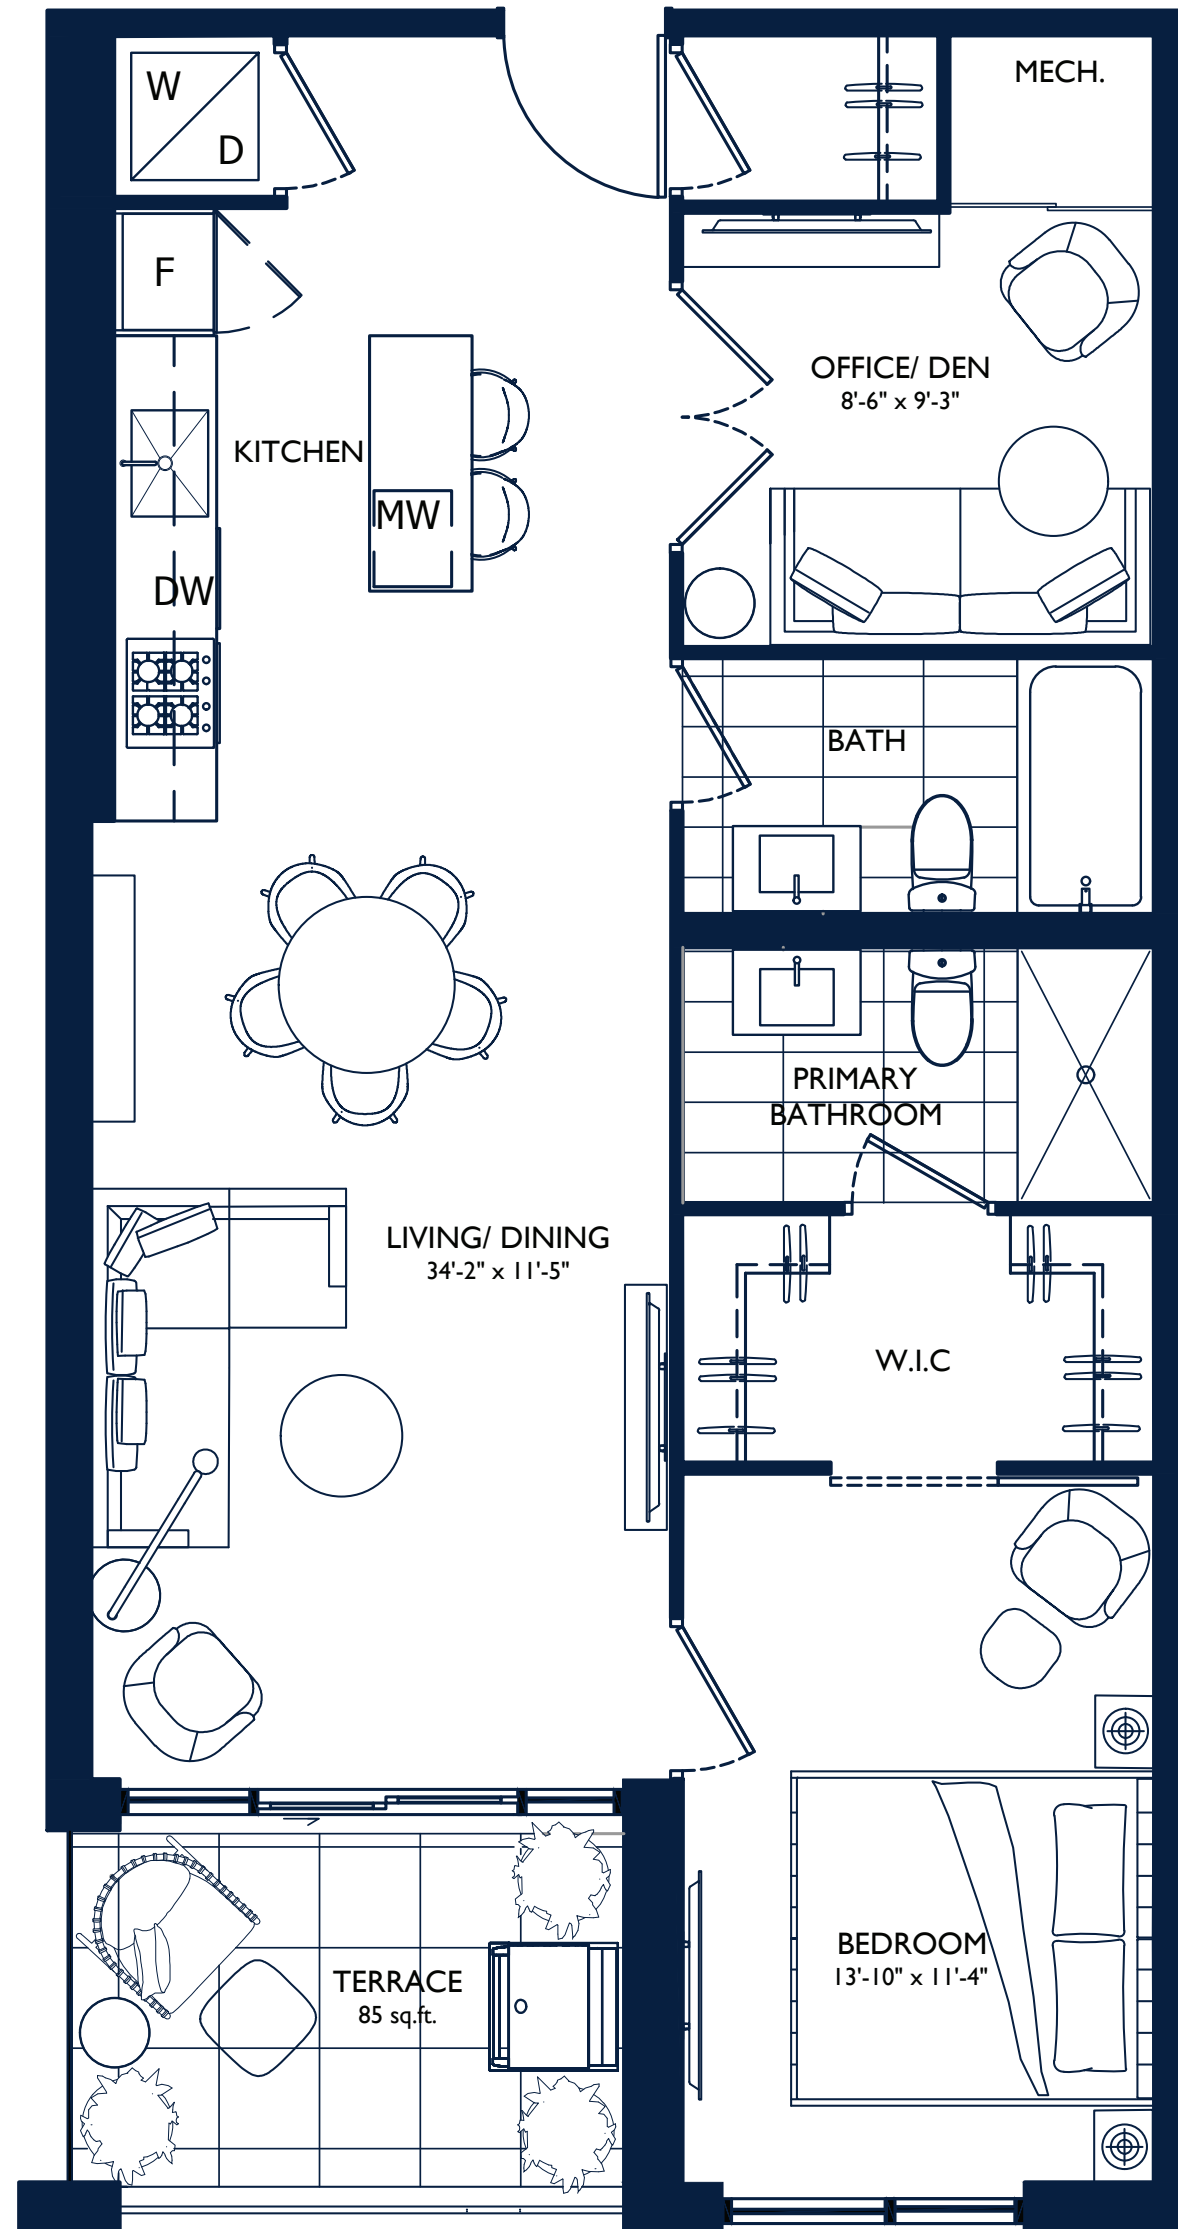 W
D
MECH.
F
OFFICE/ DEN
8'-6" x 9'-3"
KITCHEN
MW
DW
BATH
PRIMARY
BATHROOM
LIVING/ DINING
34'-2" x 11'-5"
W.I.C
BEDROOM
13'-10" x 11'-4"
TERRACE
85 sq.ft.